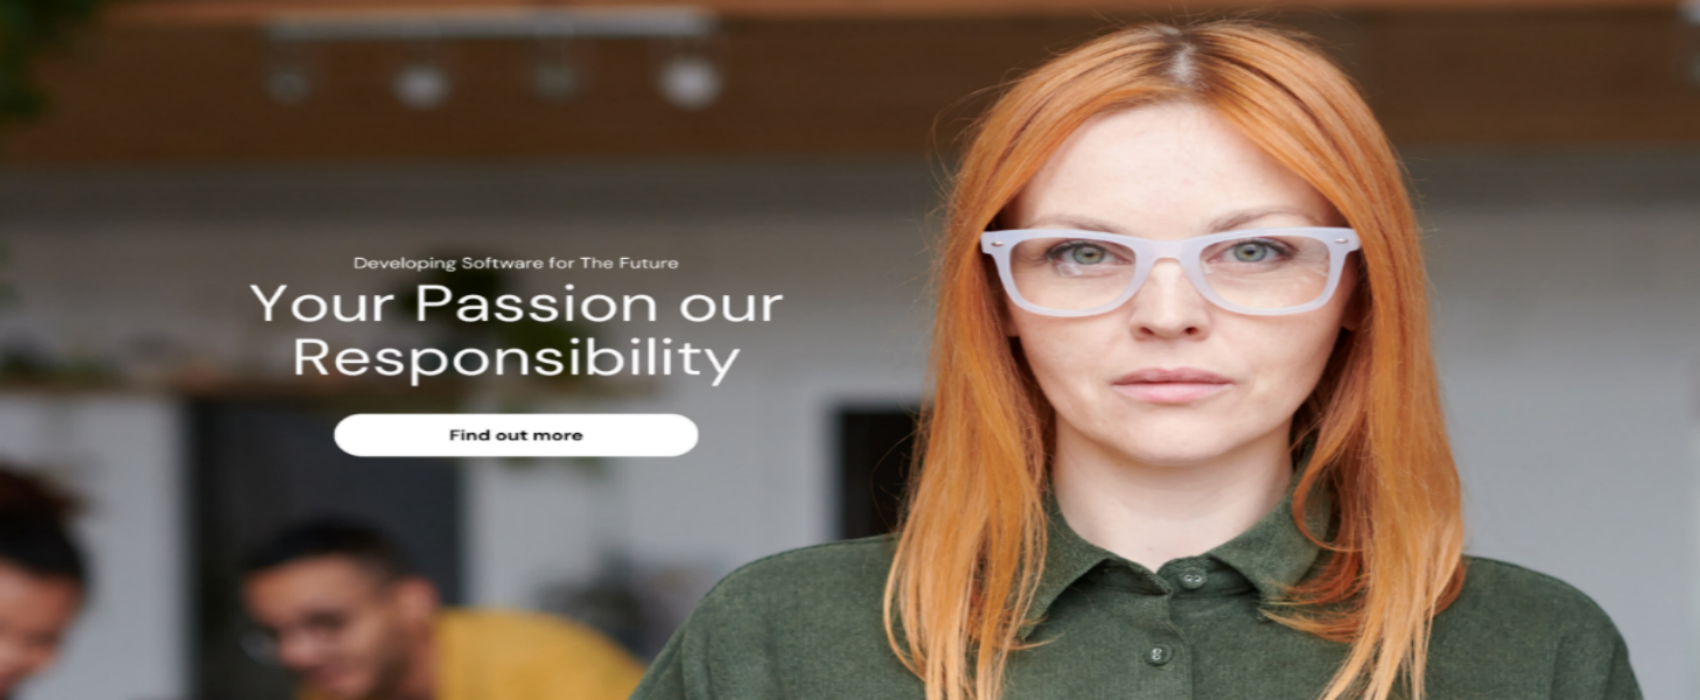 Developing Software for The Future
Your Passion our
Responsibility
Find out more